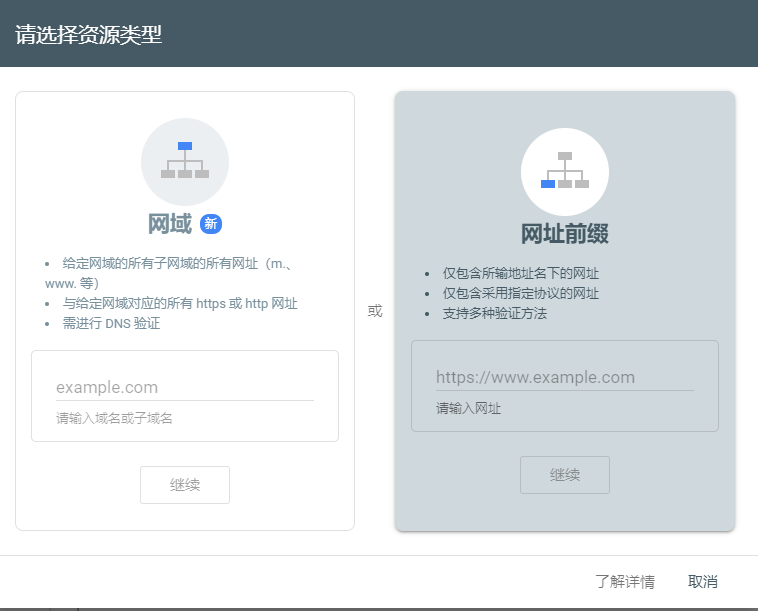 请选择资源类型
网域 新
• 给定网域的所有子网域的所有网址（m.、
www. 等）
• 与给定网域对应的所有 https 或 http 网址
• 需进行 DNS 验证
example.com
请输入域名或子域名
继续
或
网址前缀
• 仅包含所输地址名下的网址
• 仅包含采用指定协议的网址
• 支持多种验证方法
https://www.example.com
请输入网址
继续
了解详情 取消